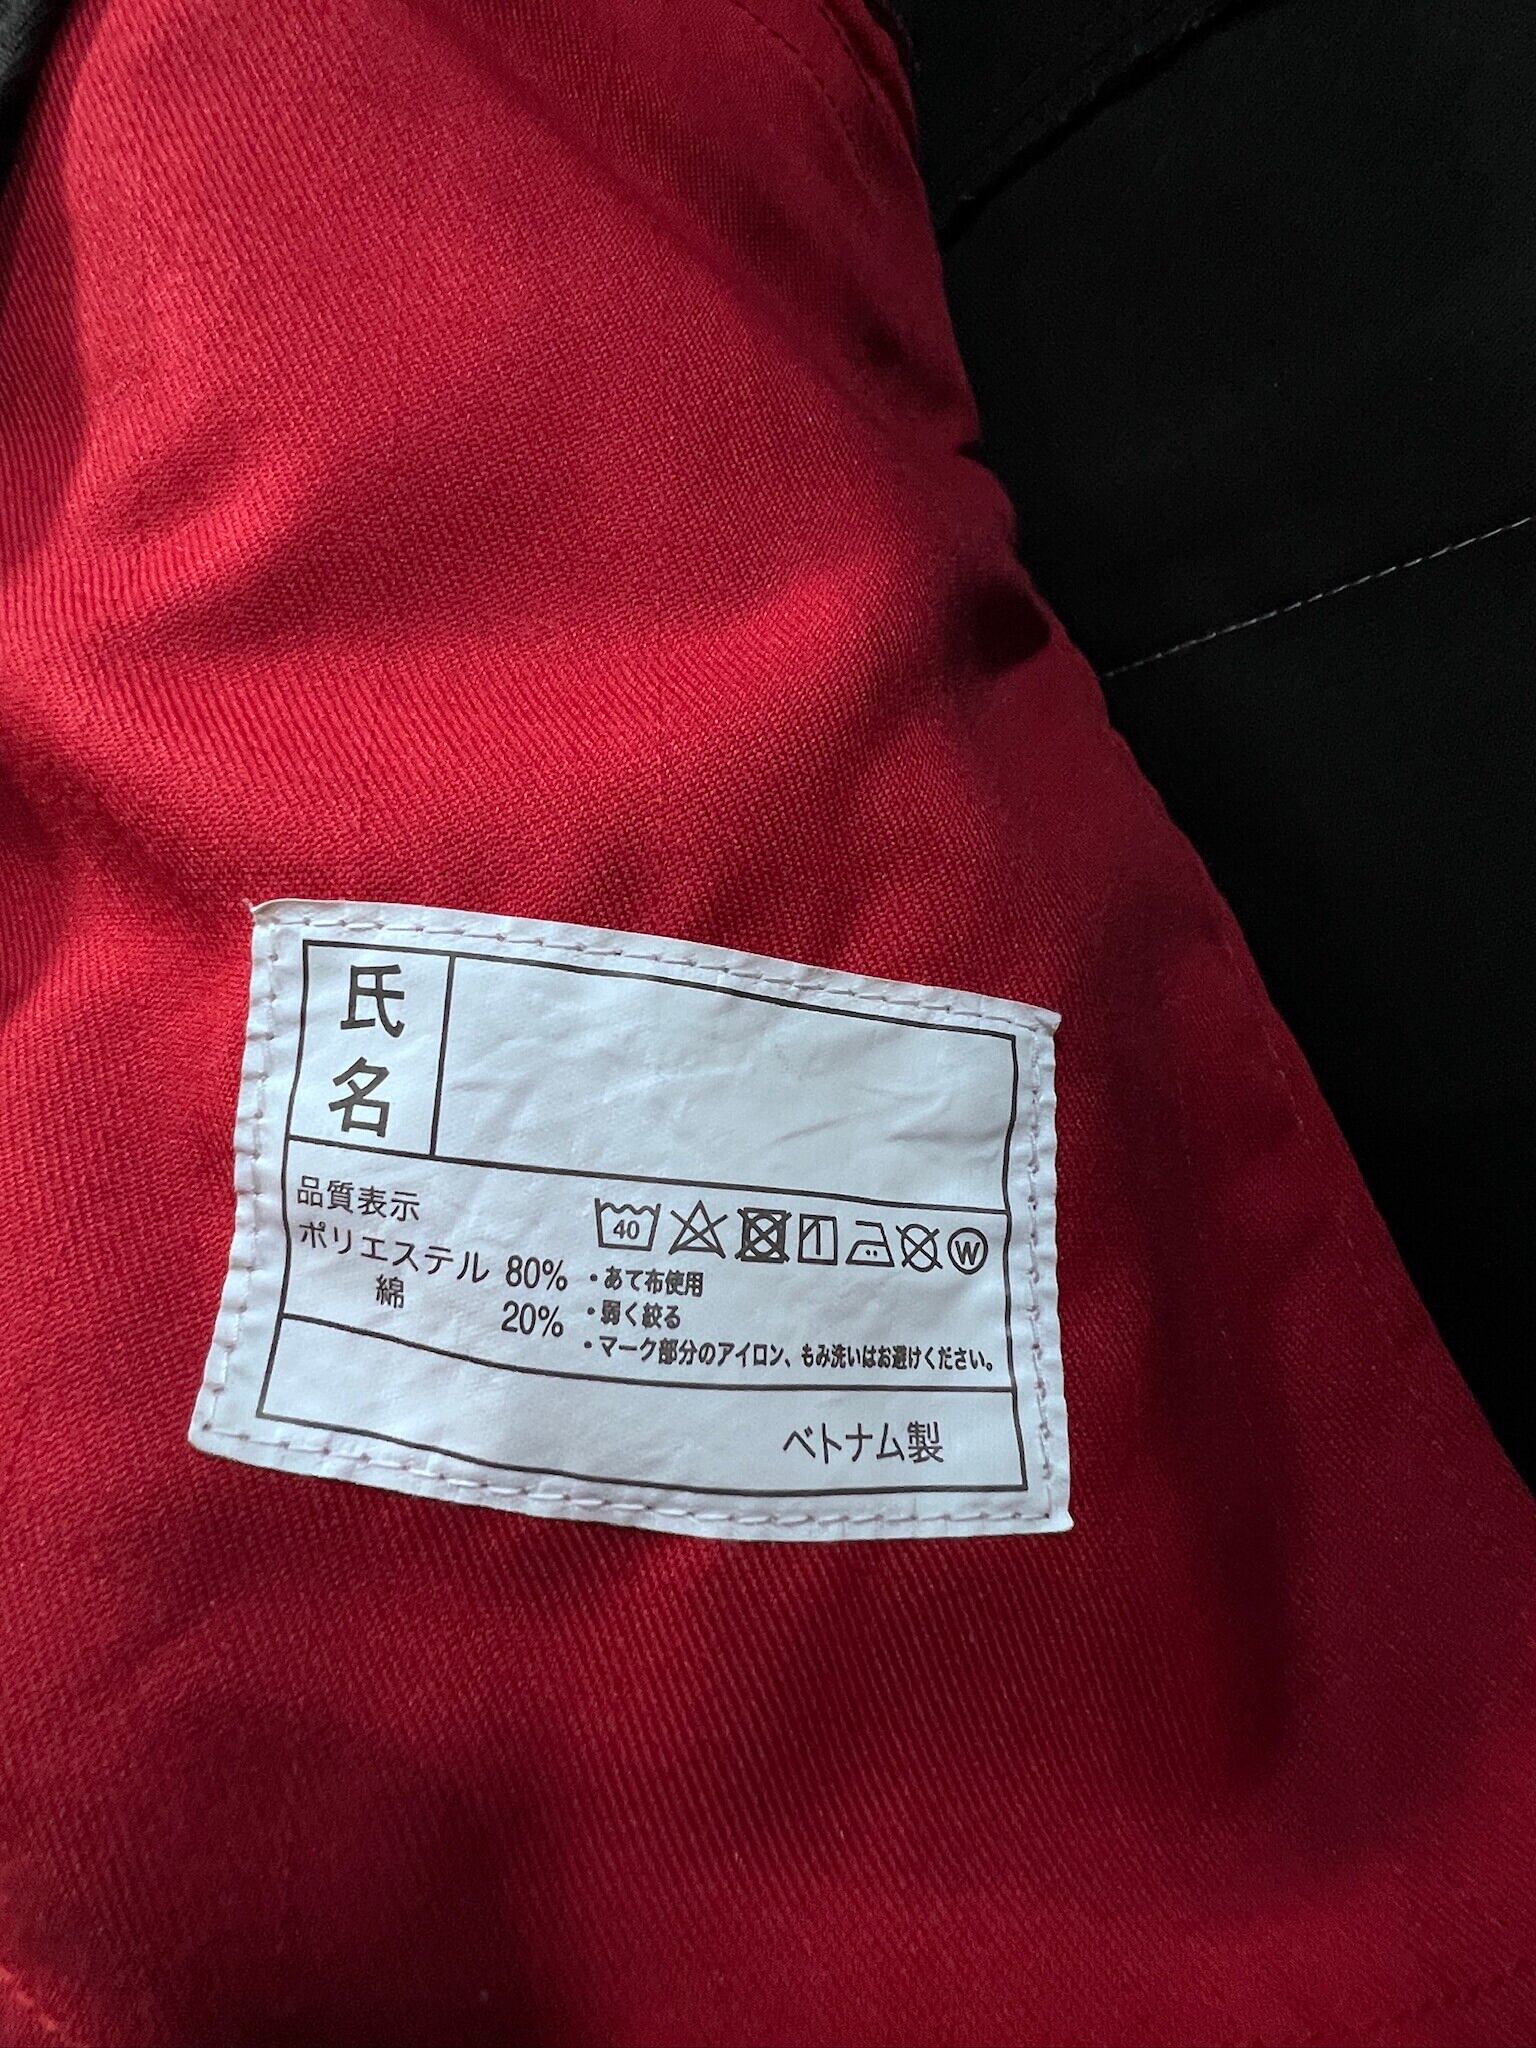 氏名
品質表示
ポリエステル 80%
綿 20%
40 W
・あて布使用
・弱く絞る
・マーク部分のアイロン、もみ洗いはお避けください。
ベトナム製